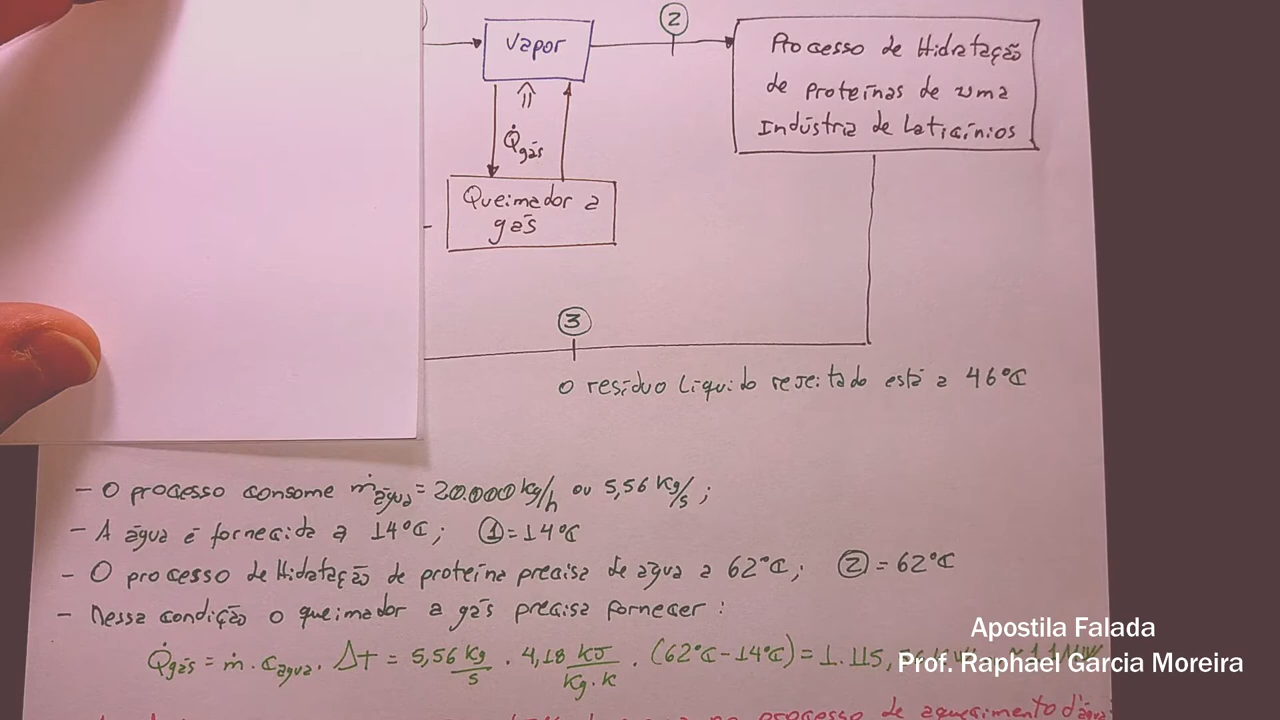 2
Vapor
Processo de Hidratação
de proteínas de uma
Indústria de Laticínios
Q̇gás
Queimador a
gás
3
O resíduo líquido rejeitado está a 46°C
- O processo consome ṁágua = 20.000 kg/h ou 5,56 Kg/s;
- A água é fornecida a 14°C; 1 = 14°C
- O processo de Hidratação de proteína precisa de água a 62°C; 2 = 62°C
- Nessa condição o queimador a gás precisa fornecer:
Q̇gás = ṁ . Cágua . Δt = 5,56 Kg/s . 4,18 KJ/Kg.K . (62°C - 14°C) = 1.115,
Apostila Falada
Prof. Raphael Garcia Moreira
processo de aquecimento d'água